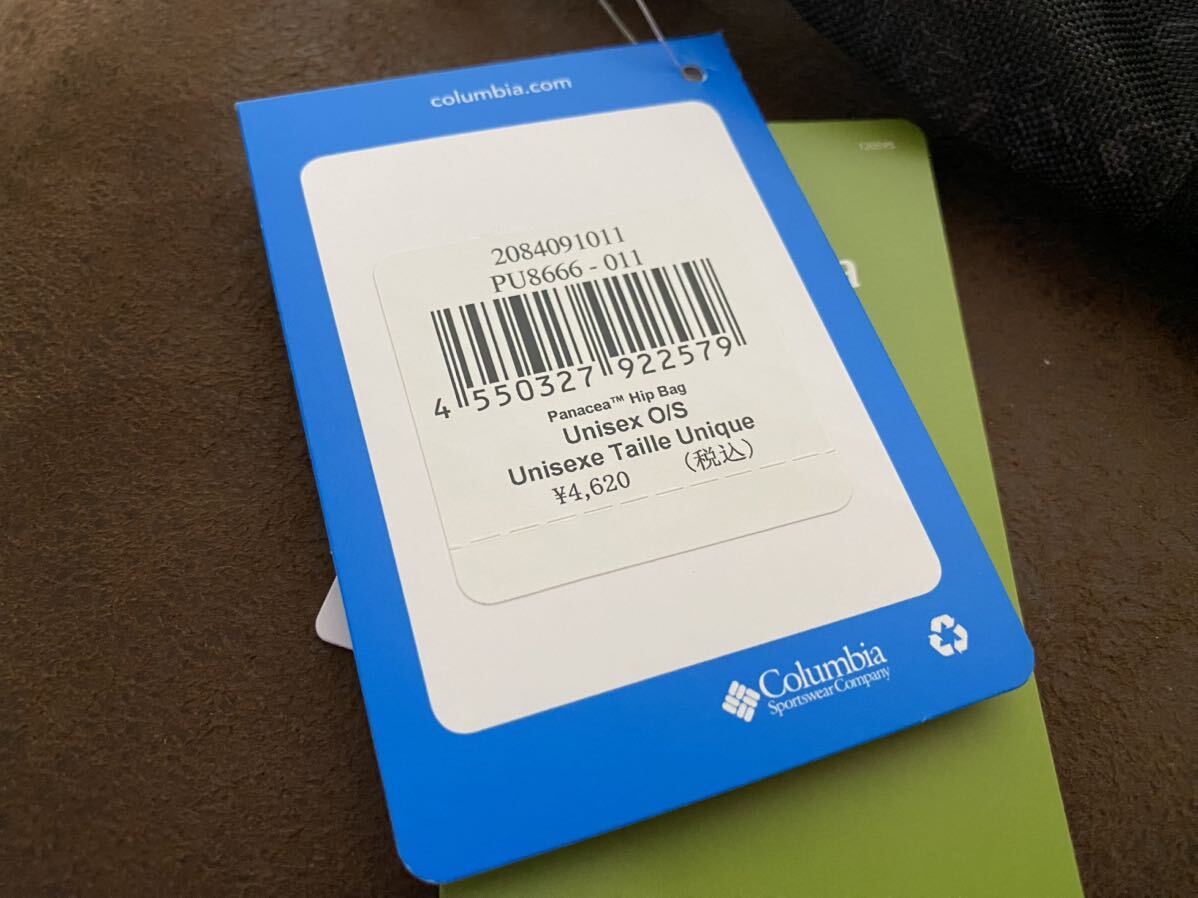 columbia.com
2084091011
PU8666 - 011
4 550327 922579
Panacea™ Hip Bag
Unisex O/S
Unisexe Taille Unique
¥4,620 (税込)
Columbia
Sportswear Company
a